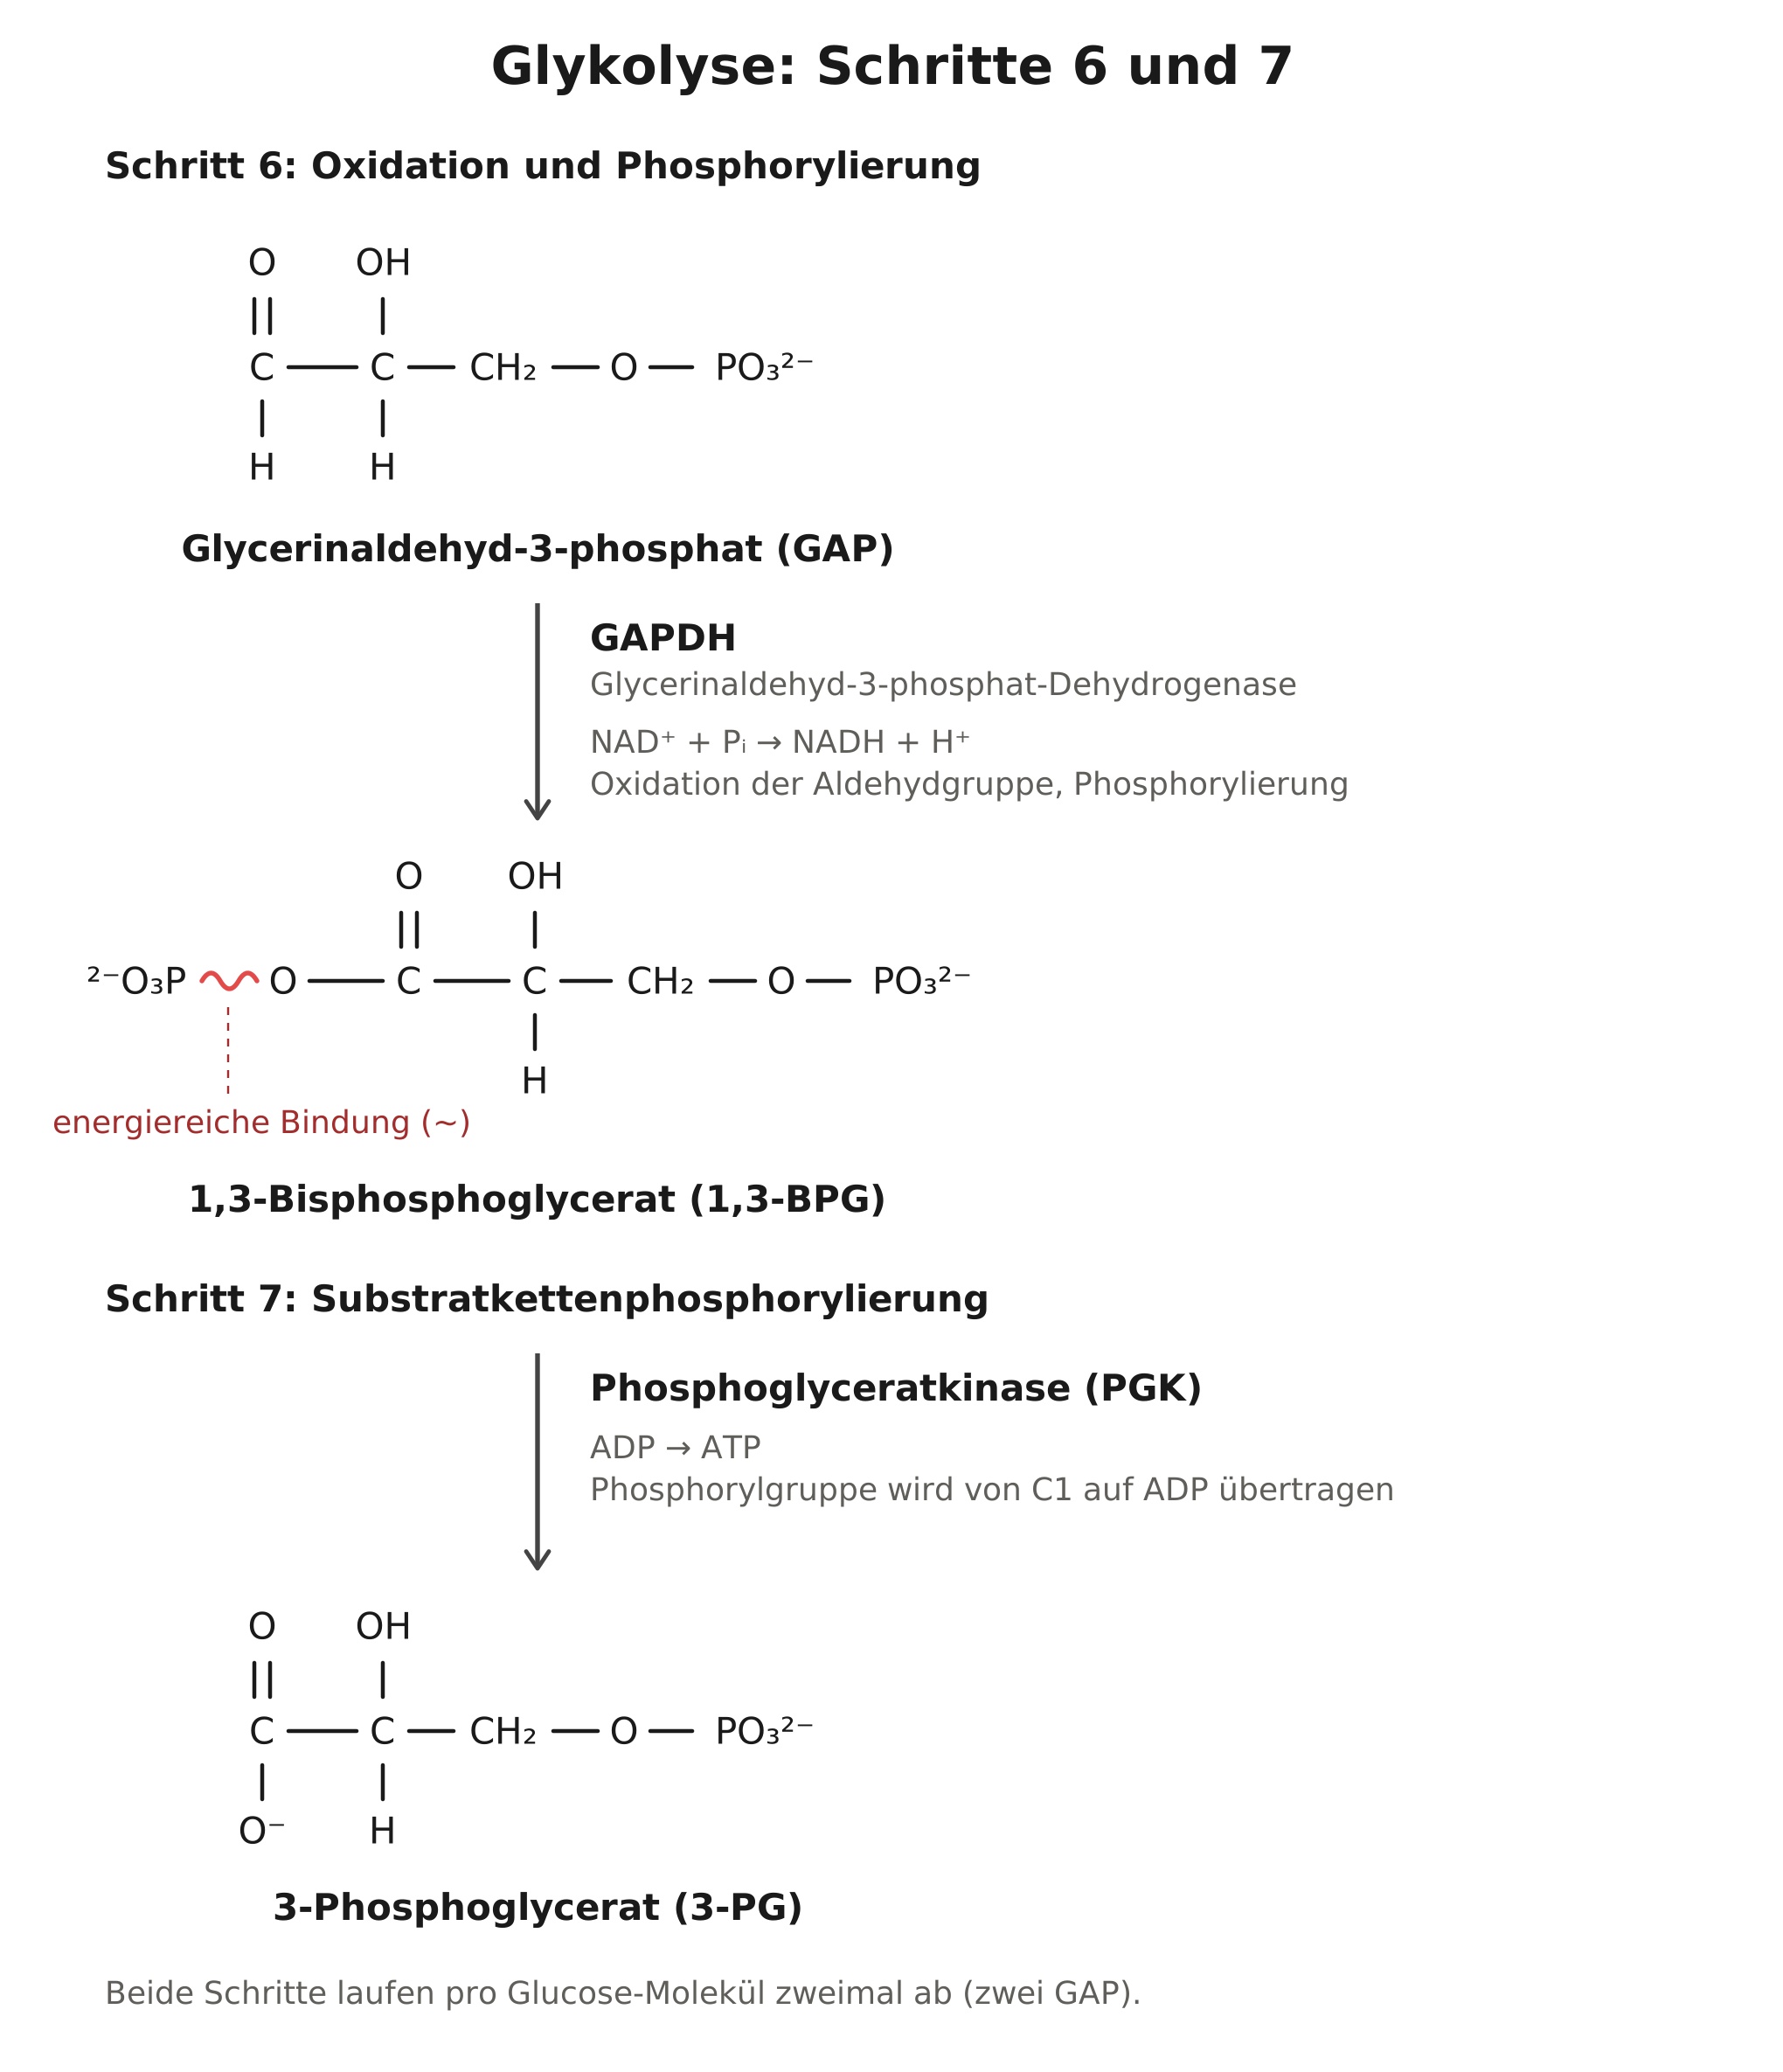 Glykolyse: Schritte 6 und 7
Schritt 6: Oxidation und Phosphorylierung
O OH
C C CH₂ O PO₃²⁻
H H
Glycerinaldehyd-3-phosphat (GAP)
GAPDH
Glycerinaldehyd-3-phosphat-Dehydrogenase
NAD⁺ + Pᵢ → NADH + H⁺
Oxidation der Aldehydgruppe, Phosphorylierung
O OH
²⁻O₃P O C C CH₂ O PO₃²⁻
H
energiereiche Bindung (~)
1,3-Bisphosphoglycerat (1,3-BPG)
Schritt 7: Substratkettenphosphorylierung
Phosphoglyceratkinase (PGK)
ADP → ATP
Phosphorylgruppe wird von C1 auf ADP übertragen
O OH
C C CH₂ O PO₃²⁻
O⁻ H
3-Phosphoglycerat (3-PG)
Beide Schritte laufen pro Glucose-Molekül zweimal ab (zwei GAP).